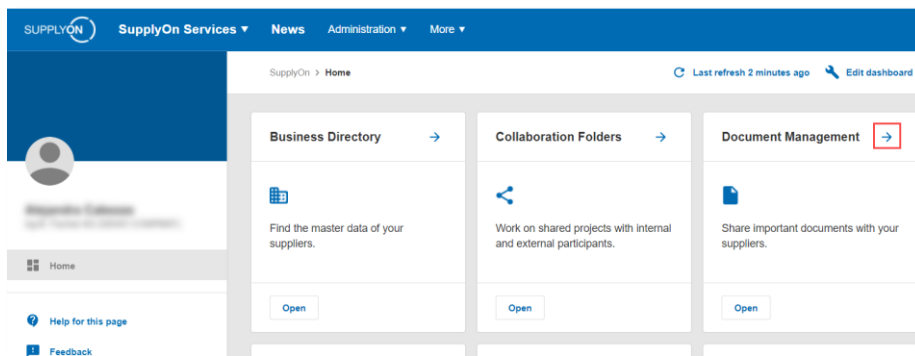 SUPPLYON SupplyOn Services ▾ News Administration ▾ More ▾
SupplyOn > Home Last refresh 2 minutes ago Edit dashboard
Business Directory → Collaboration Folders → Document Management →
Find the master data of your suppliers.
Work on shared projects with internal
and external participants.
Share important documents with your
suppliers.
Open Open Open
Home
Help for this page
Feedback